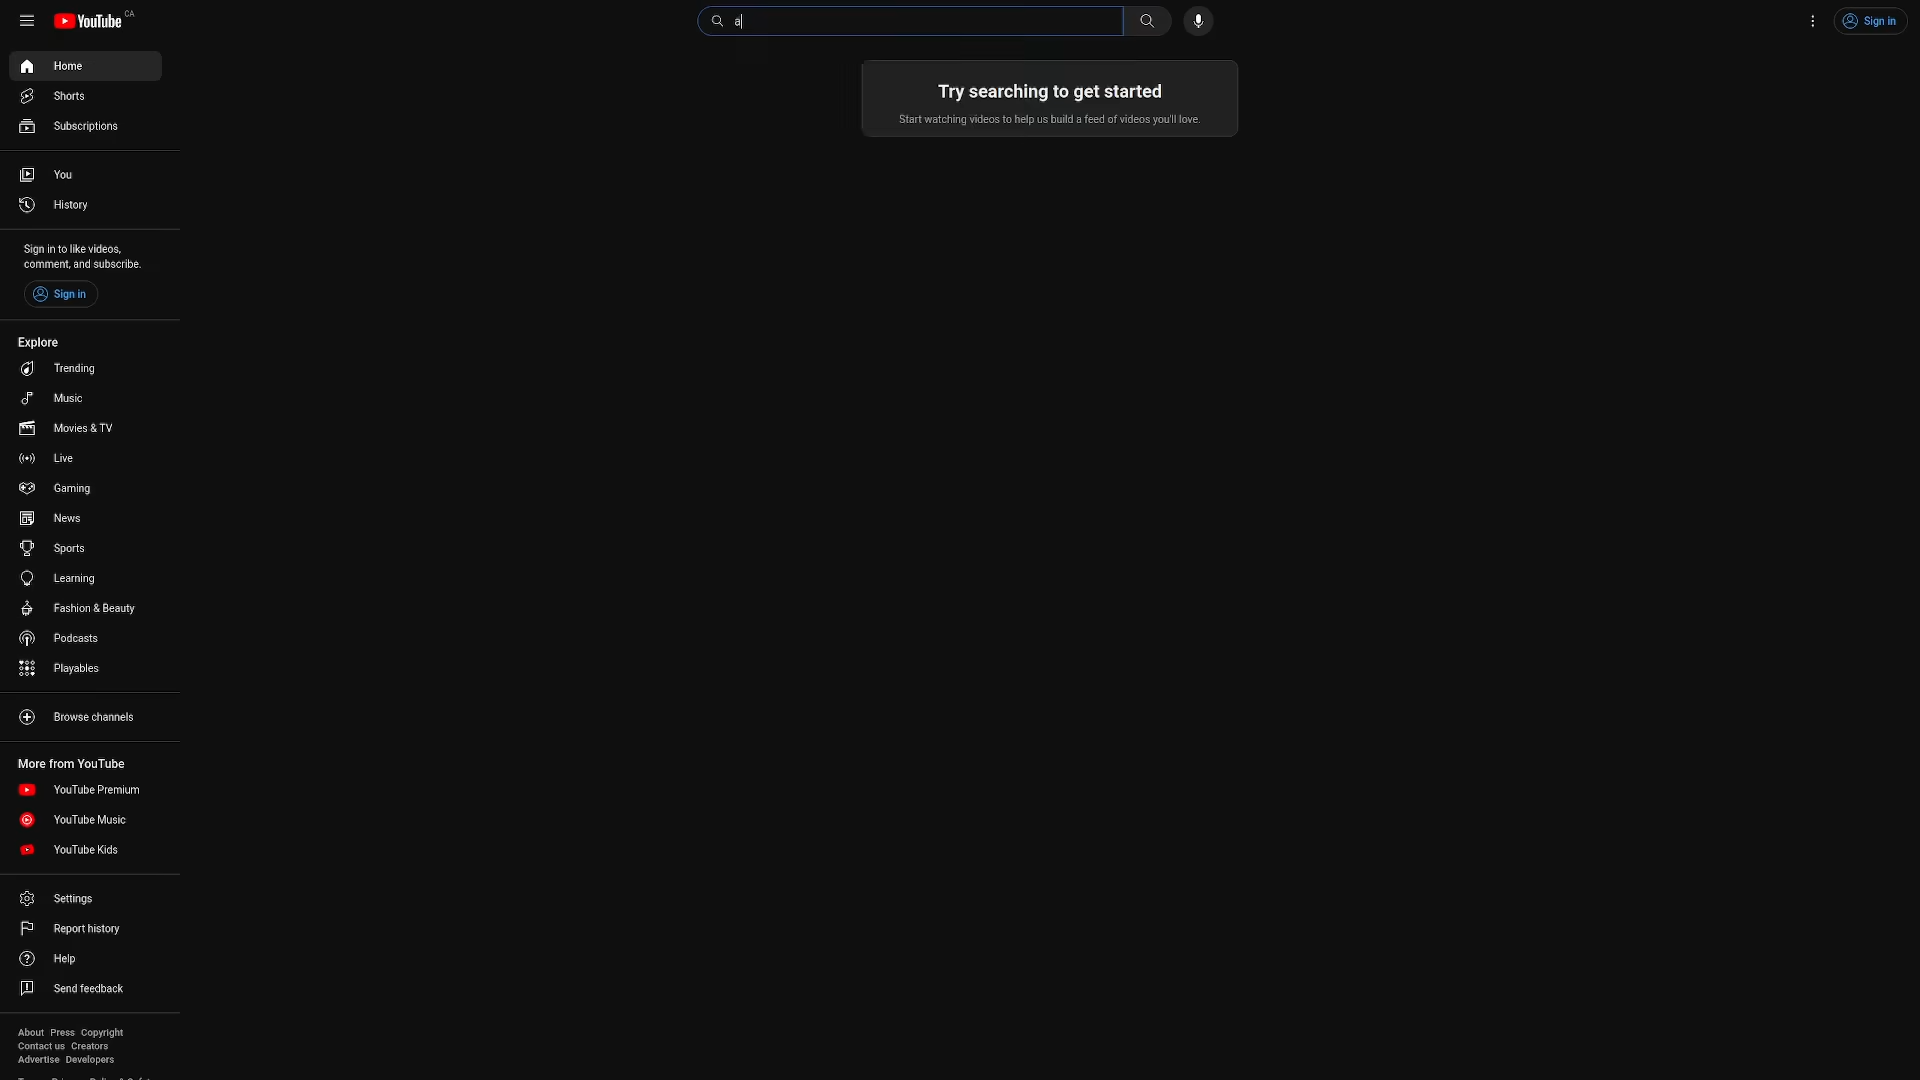 YouTube CA
a
Sign in
Home
Shorts
Subscriptions
Try searching to get started
Start watching videos to help us build a feed of videos you'll love.
You
History
Sign in to like videos,
comment, and subscribe.
Sign in
Explore
Trending
Music
Movies & TV
Live
Gaming
News
Sports
Learning
Fashion & Beauty
Podcasts
Playables
Browse channels
More from YouTube
YouTube Premium
YouTube Music
YouTube Kids
Settings
Report history
Help
Send feedback
About Press Copyright
Contact us Creators
Advertise Developers